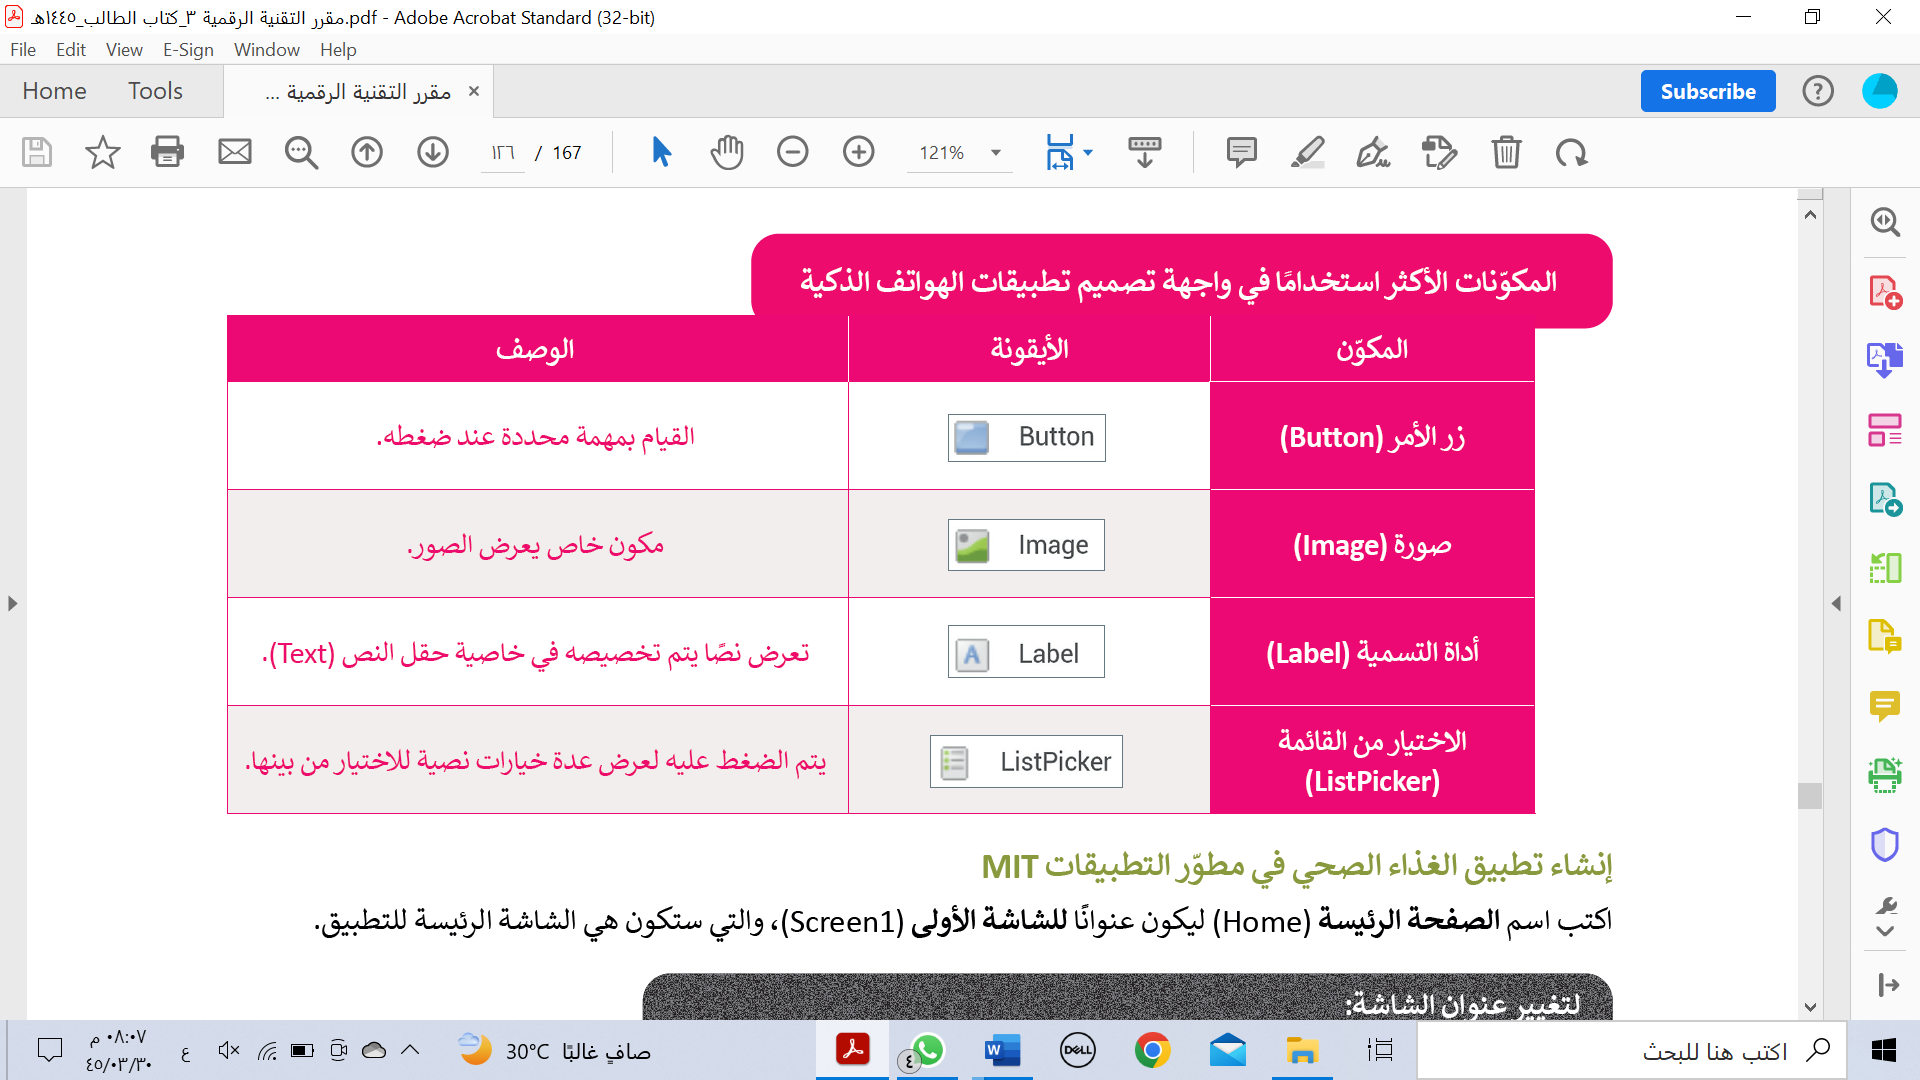 مقرر التقنية الرقمية ٣_كتاب الطالب_١٤٤٥هـ.pdf - Adobe Acrobat Standard (32-bit)
File Edit View E-Sign Window Help
Home Tools مقرر التقنية الرقمية ... × Subscribe
١٢٦ / 167 121%
المكوّنات الأكثر استخدامًا في واجهة تصميم تطبيقات الهواتف الذكية
المكوّن الأيقونة الوصف
زر الأمر (Button) Button القيام بمهمة محددة عند ضغطه.
صورة (Image) Image مكون خاص يعرض الصور.
أداة التسمية (Label) Label تعرض نصًا يتم تخصيصه في خاصية حقل النص (Text).
الاختيار من القائمة
(ListPicker) ListPicker يتم الضغط عليه لعرض عدة خيارات نصية للاختيار من بينها.
إنشاء تطبيق الغذاء الصحي في مطوّر التطبيقات MIT
اكتب اسم الصفحة الرئيسة (Home) ليكون عنوانًا للشاشة الأولى (Screen1)، والتي ستكون هي الشاشة الرئيسة للتطبيق.
لتغيير عنوان الشاشة:
اكتب هنا للبحث
DELL
W
٤
30°C صافٍ غالبًا
ع
٠٨:٠٧ م
٤٥/٠٣/٣٠